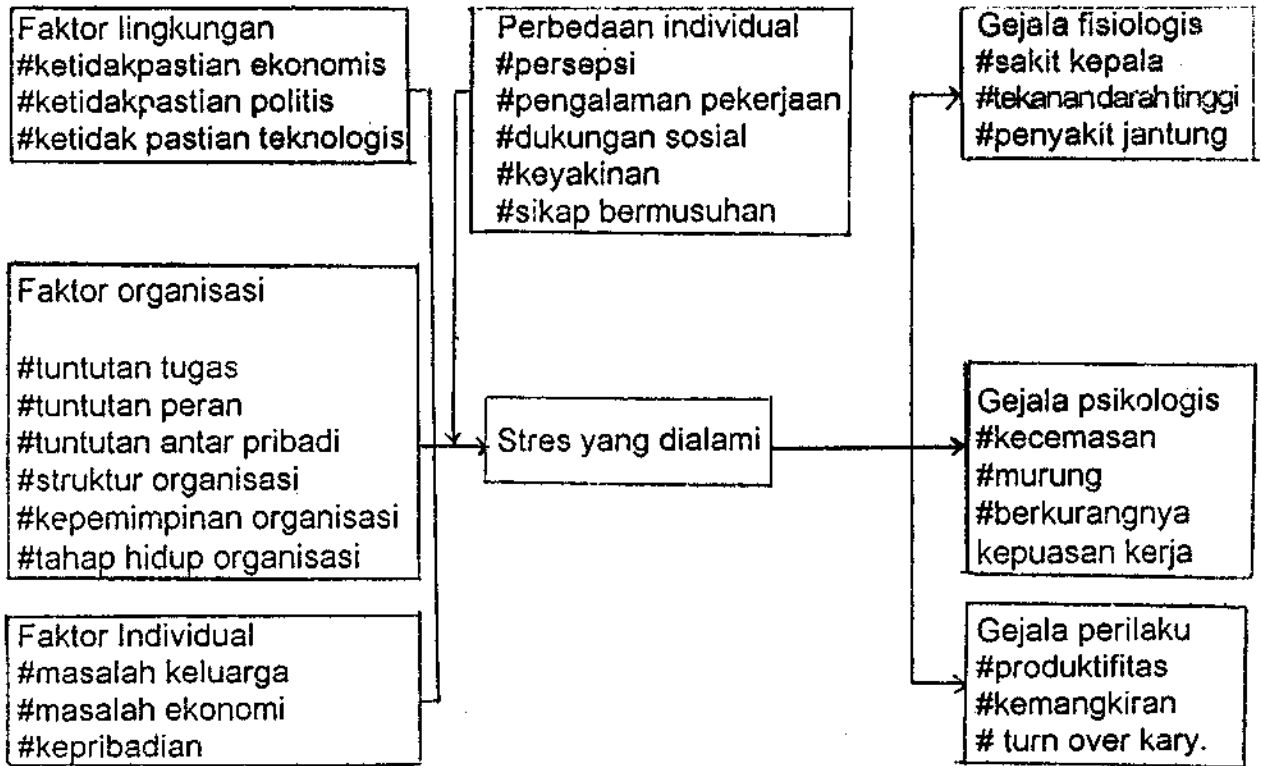 Faktor lingkungan
#ketidakpastian ekonomis
#ketidakpastian politis
#ketidak pastian teknologis
Perbedaan individual
#persepsi
#pengalaman pekerjaan
#dukungan sosial
#keyakinan
#sikap bermusuhan
Gejala fisiologis
#sakit kepala
#tekanandarahtinggi
#penyakit jantung
Faktor organisasi
#tuntutan tugas
#tuntutan peran
#tuntutan antar pribadi
#struktur organisasi
#kepemimpinan organisasi
#tahap hidup organisasi
Stres yang dialami
Gejala psikologis
#kecemasan
#murung
#berkurangnya
kepuasan kerja
Faktor Individual
#masalah keluarga
#masalah ekonomi
#kepribadian
Gejala perilaku
#produktifitas
#kemangkiran
# turn over kary.